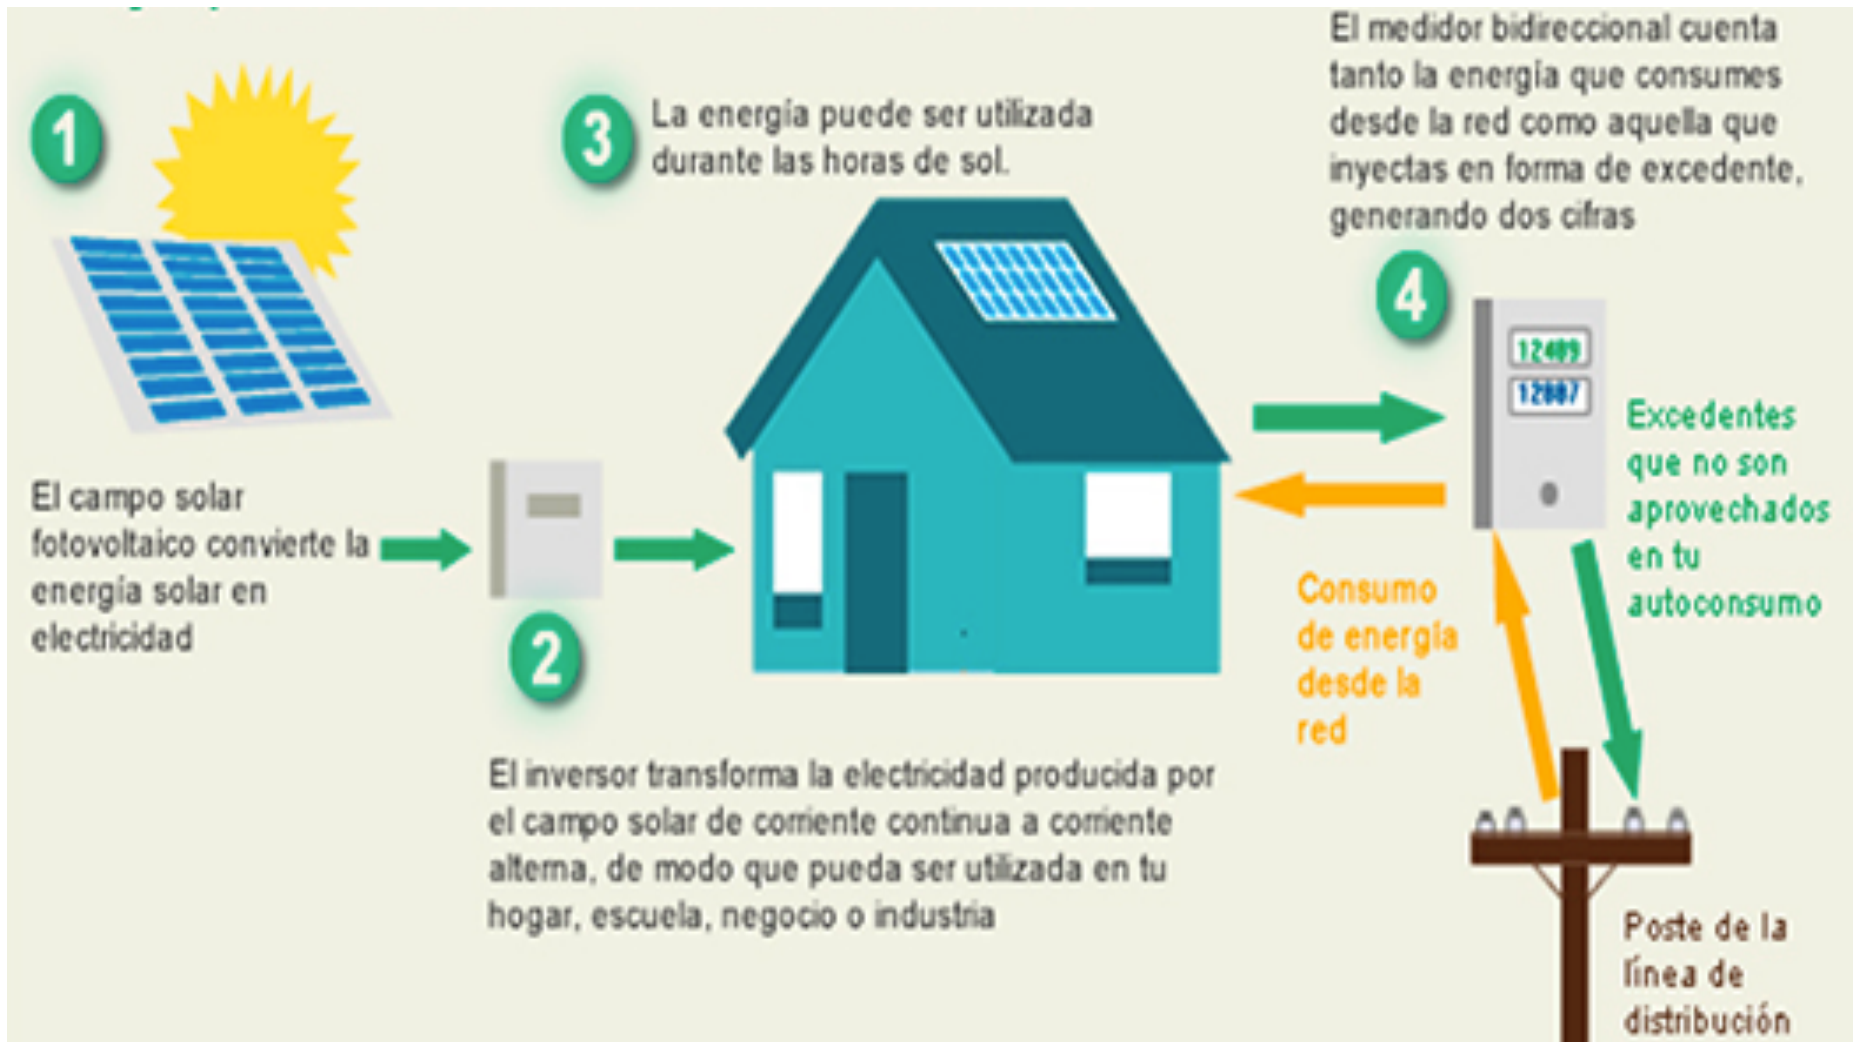 1
3
La energía puede ser utilizada
durante las horas de sol.
El medidor bidireccional cuenta
tanto la energía que consumes
desde la red como aquella que
inyectas en forma de excedente,
generando dos cifras
4
12489
12887
Excedentes
que no son
aprovechados
en tu
autoconsumo
El campo solar
fotovoltaico convierte la
energía solar en
electricidad
2
Consumo
de energía
desde la
red
El inversor transforma la electricidad producida por
el campo solar de corriente continua a corriente
alterna, de modo que pueda ser utilizada en tu
hogar, escuela, negocio o industria
Poste de la
línea de
distribución